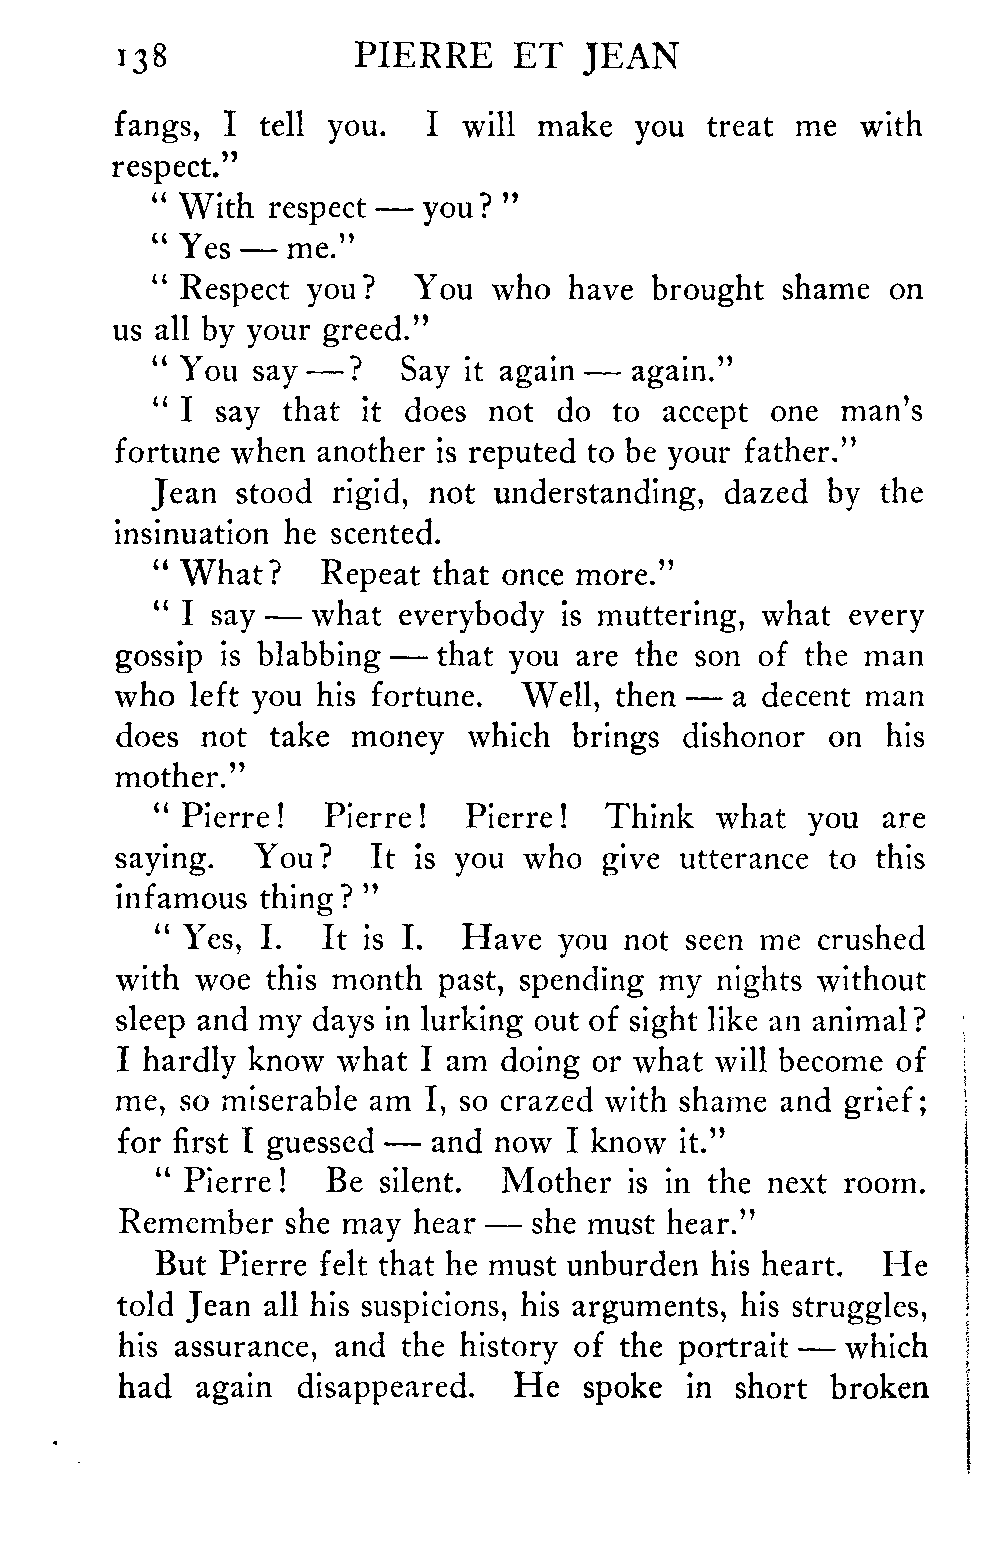 138 PIERRE ET JEAN
fangs, I tell you. I will make you treat me with
respect."
" With respect — you ? "
" Yes — me."
" Respect you ? You who have brought shame on
us all by your greed."
" You say — ? Say it again — again."
" I say that it does not do to accept one man's
fortune when another is reputed to be your father."
Jean stood rigid, not understanding, dazed by the
insinuation he scented.
" What ? Repeat that once more."
" I say — what everybody is muttering, what every
gossip is blabbing — that you are the son of the man
who left you his fortune. Well, then — a decent man
does not take money which brings dishonor on his
mother."
" Pierre ! Pierre ! Pierre ! Think what you are
saying. You ? It is you who give utterance to this
infamous thing ? "
" Yes, I. It is I. Have you not seen me crushed
with woe this month past, spending my nights without
sleep and my days in lurking out of sight like an animal ?
I hardly know what I am doing or what will become of
me, so miserable am I, so crazed with shame and grief ;
for first I guessed — and now I know it."
" Pierre ! Be silent. Mother is in the next room.
Remember she may hear — she must hear."
But Pierre felt that he must unburden his heart. He
told Jean all his suspicions, his arguments, his struggles,
his assurance, and the history of the portrait — which
had again disappeared. He spoke in short broken